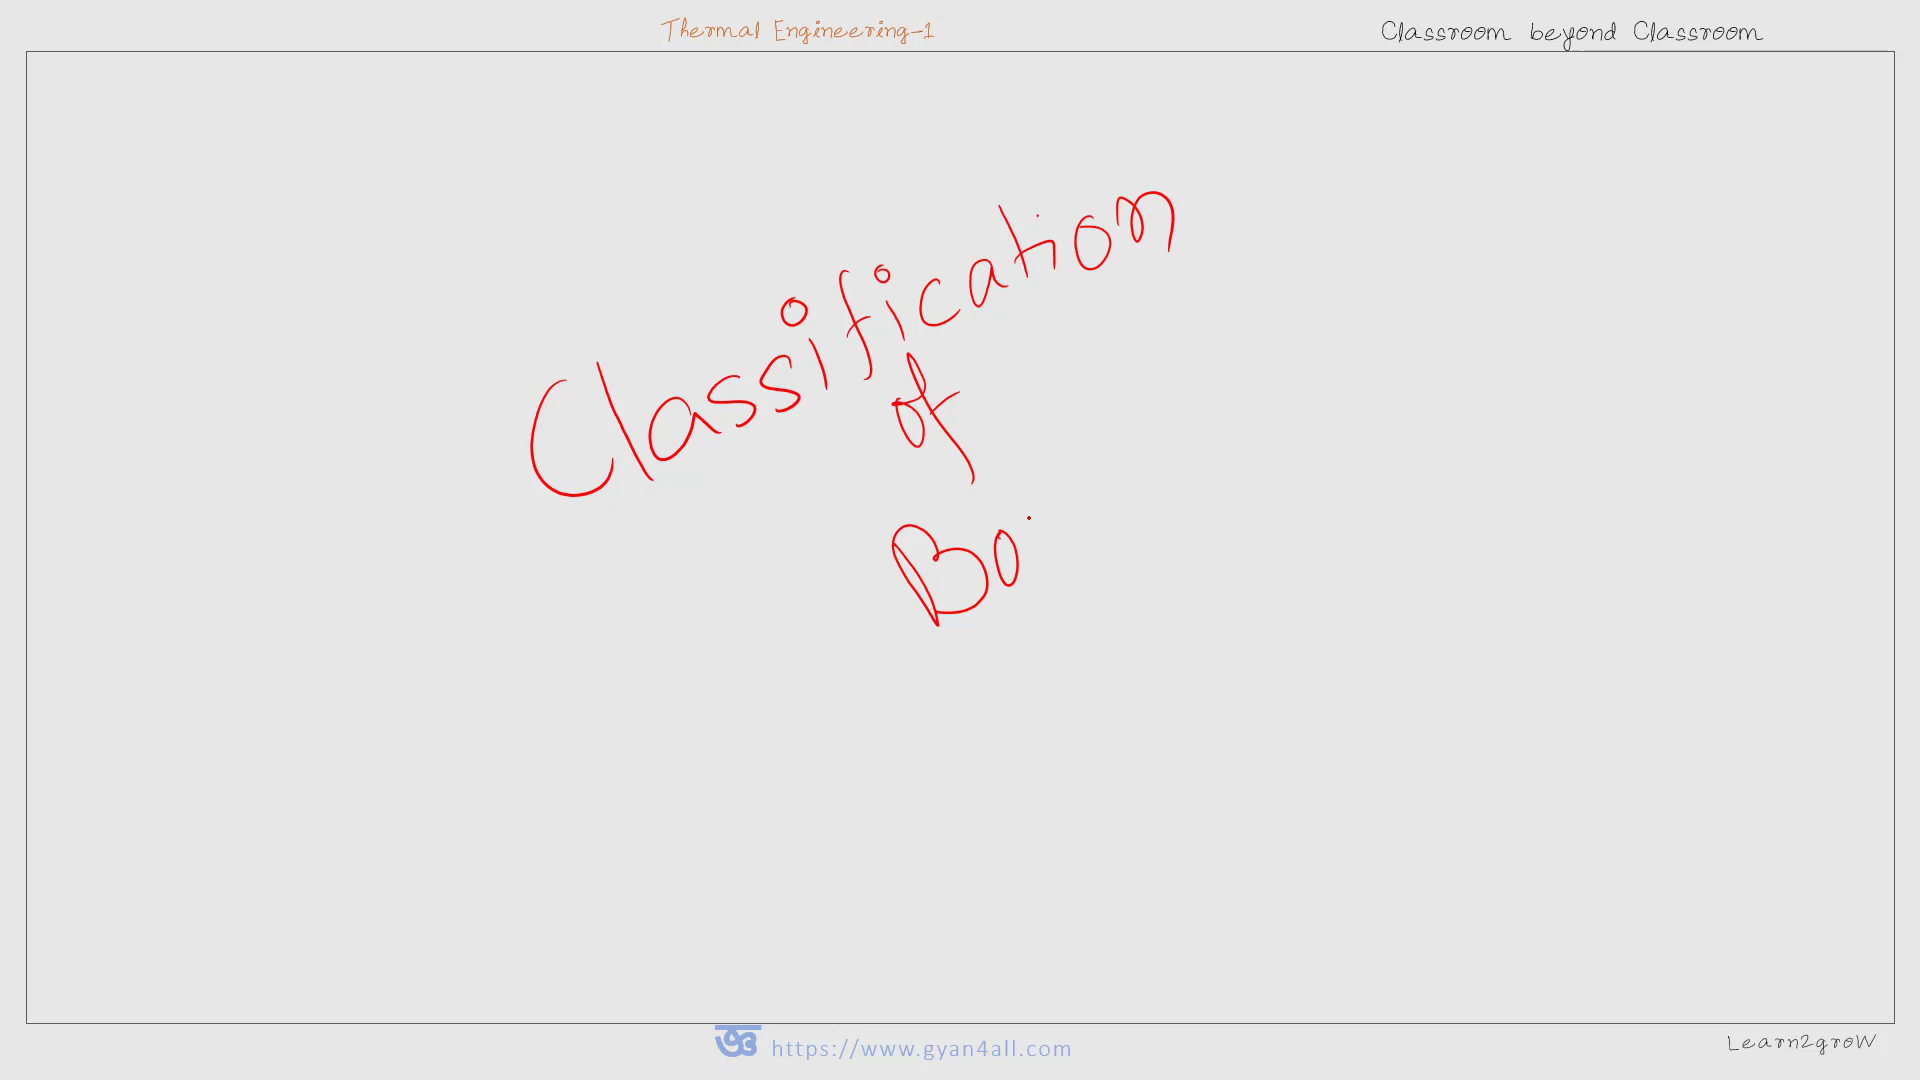 Thermal Engineering-1
Classroom beyond Classroom
Classification
of
Bo
https://www.gyan4all.com
Learn2groW